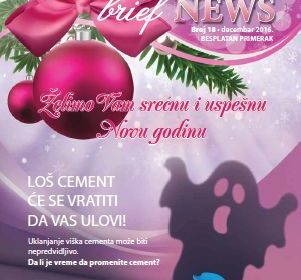 brief NEWS
Broj 18 - decembar 2016.
BESPLATAN PRIMERAK
Želimo Vam srećnu i uspešnu
Novu godinu
LOŠ CEMENT
ĆE SE VRATITI
DA VAS ULOVI!
Uklanjanje viška cementa može biti
nepredvidljivo.
Da li je vreme da promenite cement?